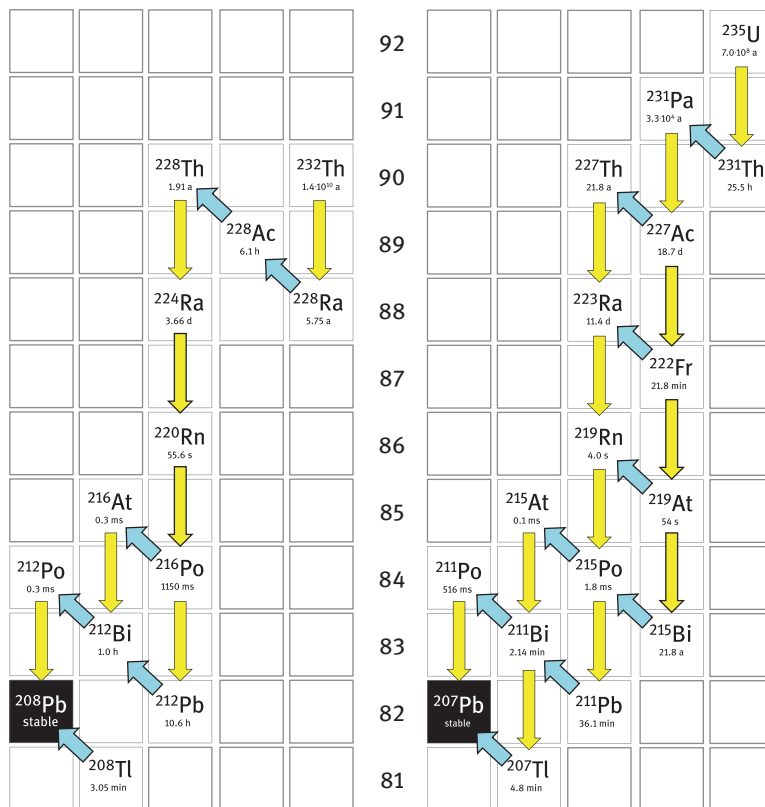 92
²³⁵U
7.0·10⁸ a
91
²³¹Pa
3.3·10⁴ a
²²⁸Th
1.91 a
²³²Th
1.4·10¹⁰ a
90
²²⁷Th
21.8 a
²³¹Th
25.5 h
²²⁸Ac
6.1 h
89
²²⁷Ac
18.7 d
²²⁴Ra
3.66 d
²²⁸Ra
5.75 a
88
²²³Ra
11.4 d
87
²²²Fr
21.8 min
²²⁰Rn
55.6 s
86
²¹⁹Rn
4.0 s
²¹⁶At
0.3 ms
85
²¹⁵At
0.1 ms
²¹⁹At
54 s
²¹²Po
0.3 ms
²¹⁶Po
1150 ms
84
²¹¹Po
516 ms
²¹⁵Po
1.8 ms
²¹²Bi
1.0 h
83
²¹¹Bi
2.14 min
²¹⁵Bi
21.8 a
²⁰⁸Pb
stable
²¹²Pb
10.6 h
82
²⁰⁷Pb
stable
²¹¹Pb
36.1 min
²⁰⁸Tl
3.05 min
81
²⁰⁷Tl
4.8 min